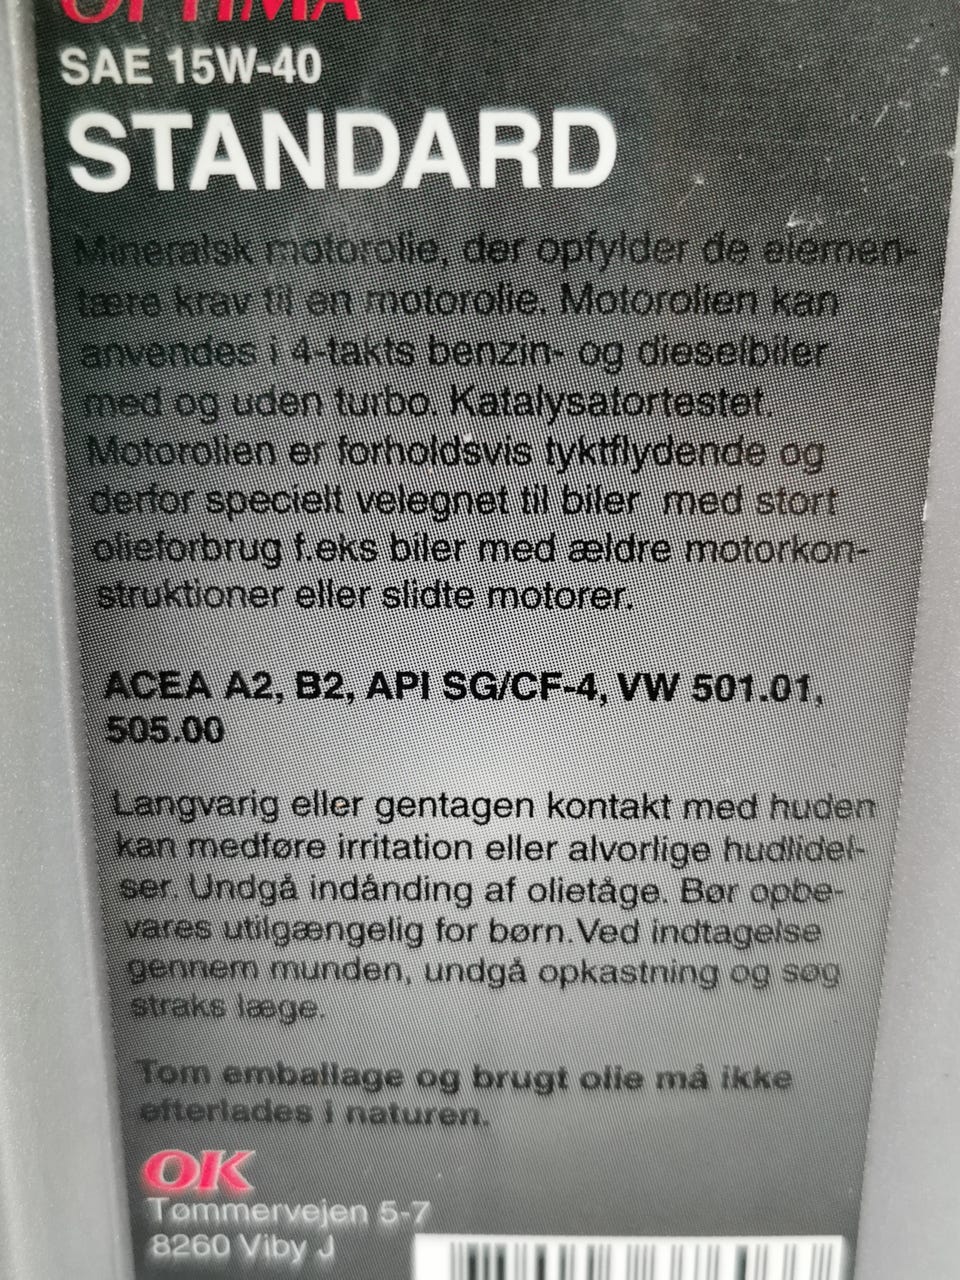 OPTIMA
SAE 15W-40
STANDARD
Mineralsk motorolie, der opfylder de elemen-
tære krav til en motorolie. Motorolien kan
anvendes i 4-takts benzin- og dieselbiler
med og uden turbo. Katalysatortestet.
Motorolien er forholdsvis tyktflydende og
derfor specielt velegnet til biler med stort
olieforbrug f.eks biler med ældre motorkon-
struktioner eller slidte motorer.
ACEA A2, B2, API SG/CF-4, VW 501.01,
505.00
Langvarig eller gentagen kontakt med huden
kan medføre irritation eller alvorlige hudlidel-
ser. Undgå indånding af olietåge. Bør opbe-
vares utilgængelig for børn. Ved indtagelse
gennem munden, undgå opkastning og søg
straks læge.
Tom emballage og brugt olie må ikke
efterlades i naturen.
OK
Tømmervejen 5-7
8260 Viby J